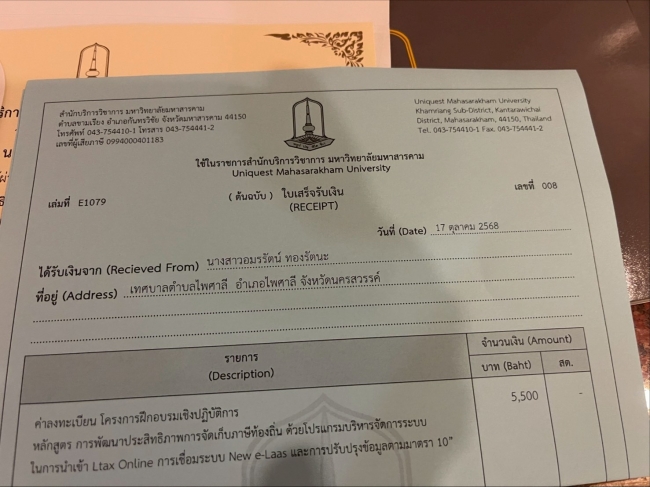 สำนักบริการวิชาการ มหาวิทยาลัยมหาสารคาม
ตำบลขามเรียง อำเภอกันทรวิชัย จังหวัดมหาสารคาม 44150
โทรศัพท์ 043-754410-1 โทรสาร 043-754441-2
เลขที่ผู้เสียภาษี 0994000401183
Uniquest Mahasarakham University
Khamriang Sub-District, Kantarawichai
District, Mahasarakham, 44150, Thailand
Tel. 043-754410-1 Fax. 043-754441-2
ใช้ในราชการสำนักบริการวิชาการ มหาวิทยาลัยมหาสารคาม
Uniquest Mahasarakham University
เล่มที่ E1079
( ต้นฉบับ ) ใบเสร็จรับเงิน
เลขที่ 008
(RECEIPT)
วันที่ (Date) 17 ตุลาคม 2568
ได้รับเงินจาก (Recieved From) นางสาวอมรรัตน์ ทองรัตนะ
ที่อยู่ (Address) เทศบาลตำบลไพศาลี อำเภอไพศาลี จังหวัดนครสวรรค์
รายการ
(Description)
จำนวนเงิน (Amount)
บาท (Baht)
สต.
ค่าลงทะเบียน โครงการฝึกอบรมเชิงปฏิบัติการ
5,500
-
หลักสูตร การพัฒนาประสิทธิภาพการจัดเก็บภาษีท้องถิ่น ด้วยโปรแกรมบริหารจัดการระบบ
ในการนำเข้า Ltax Online การเชื่อมระบบ New e-Laas และการปรับปรุงข้อมูลตามมาตรา 10"